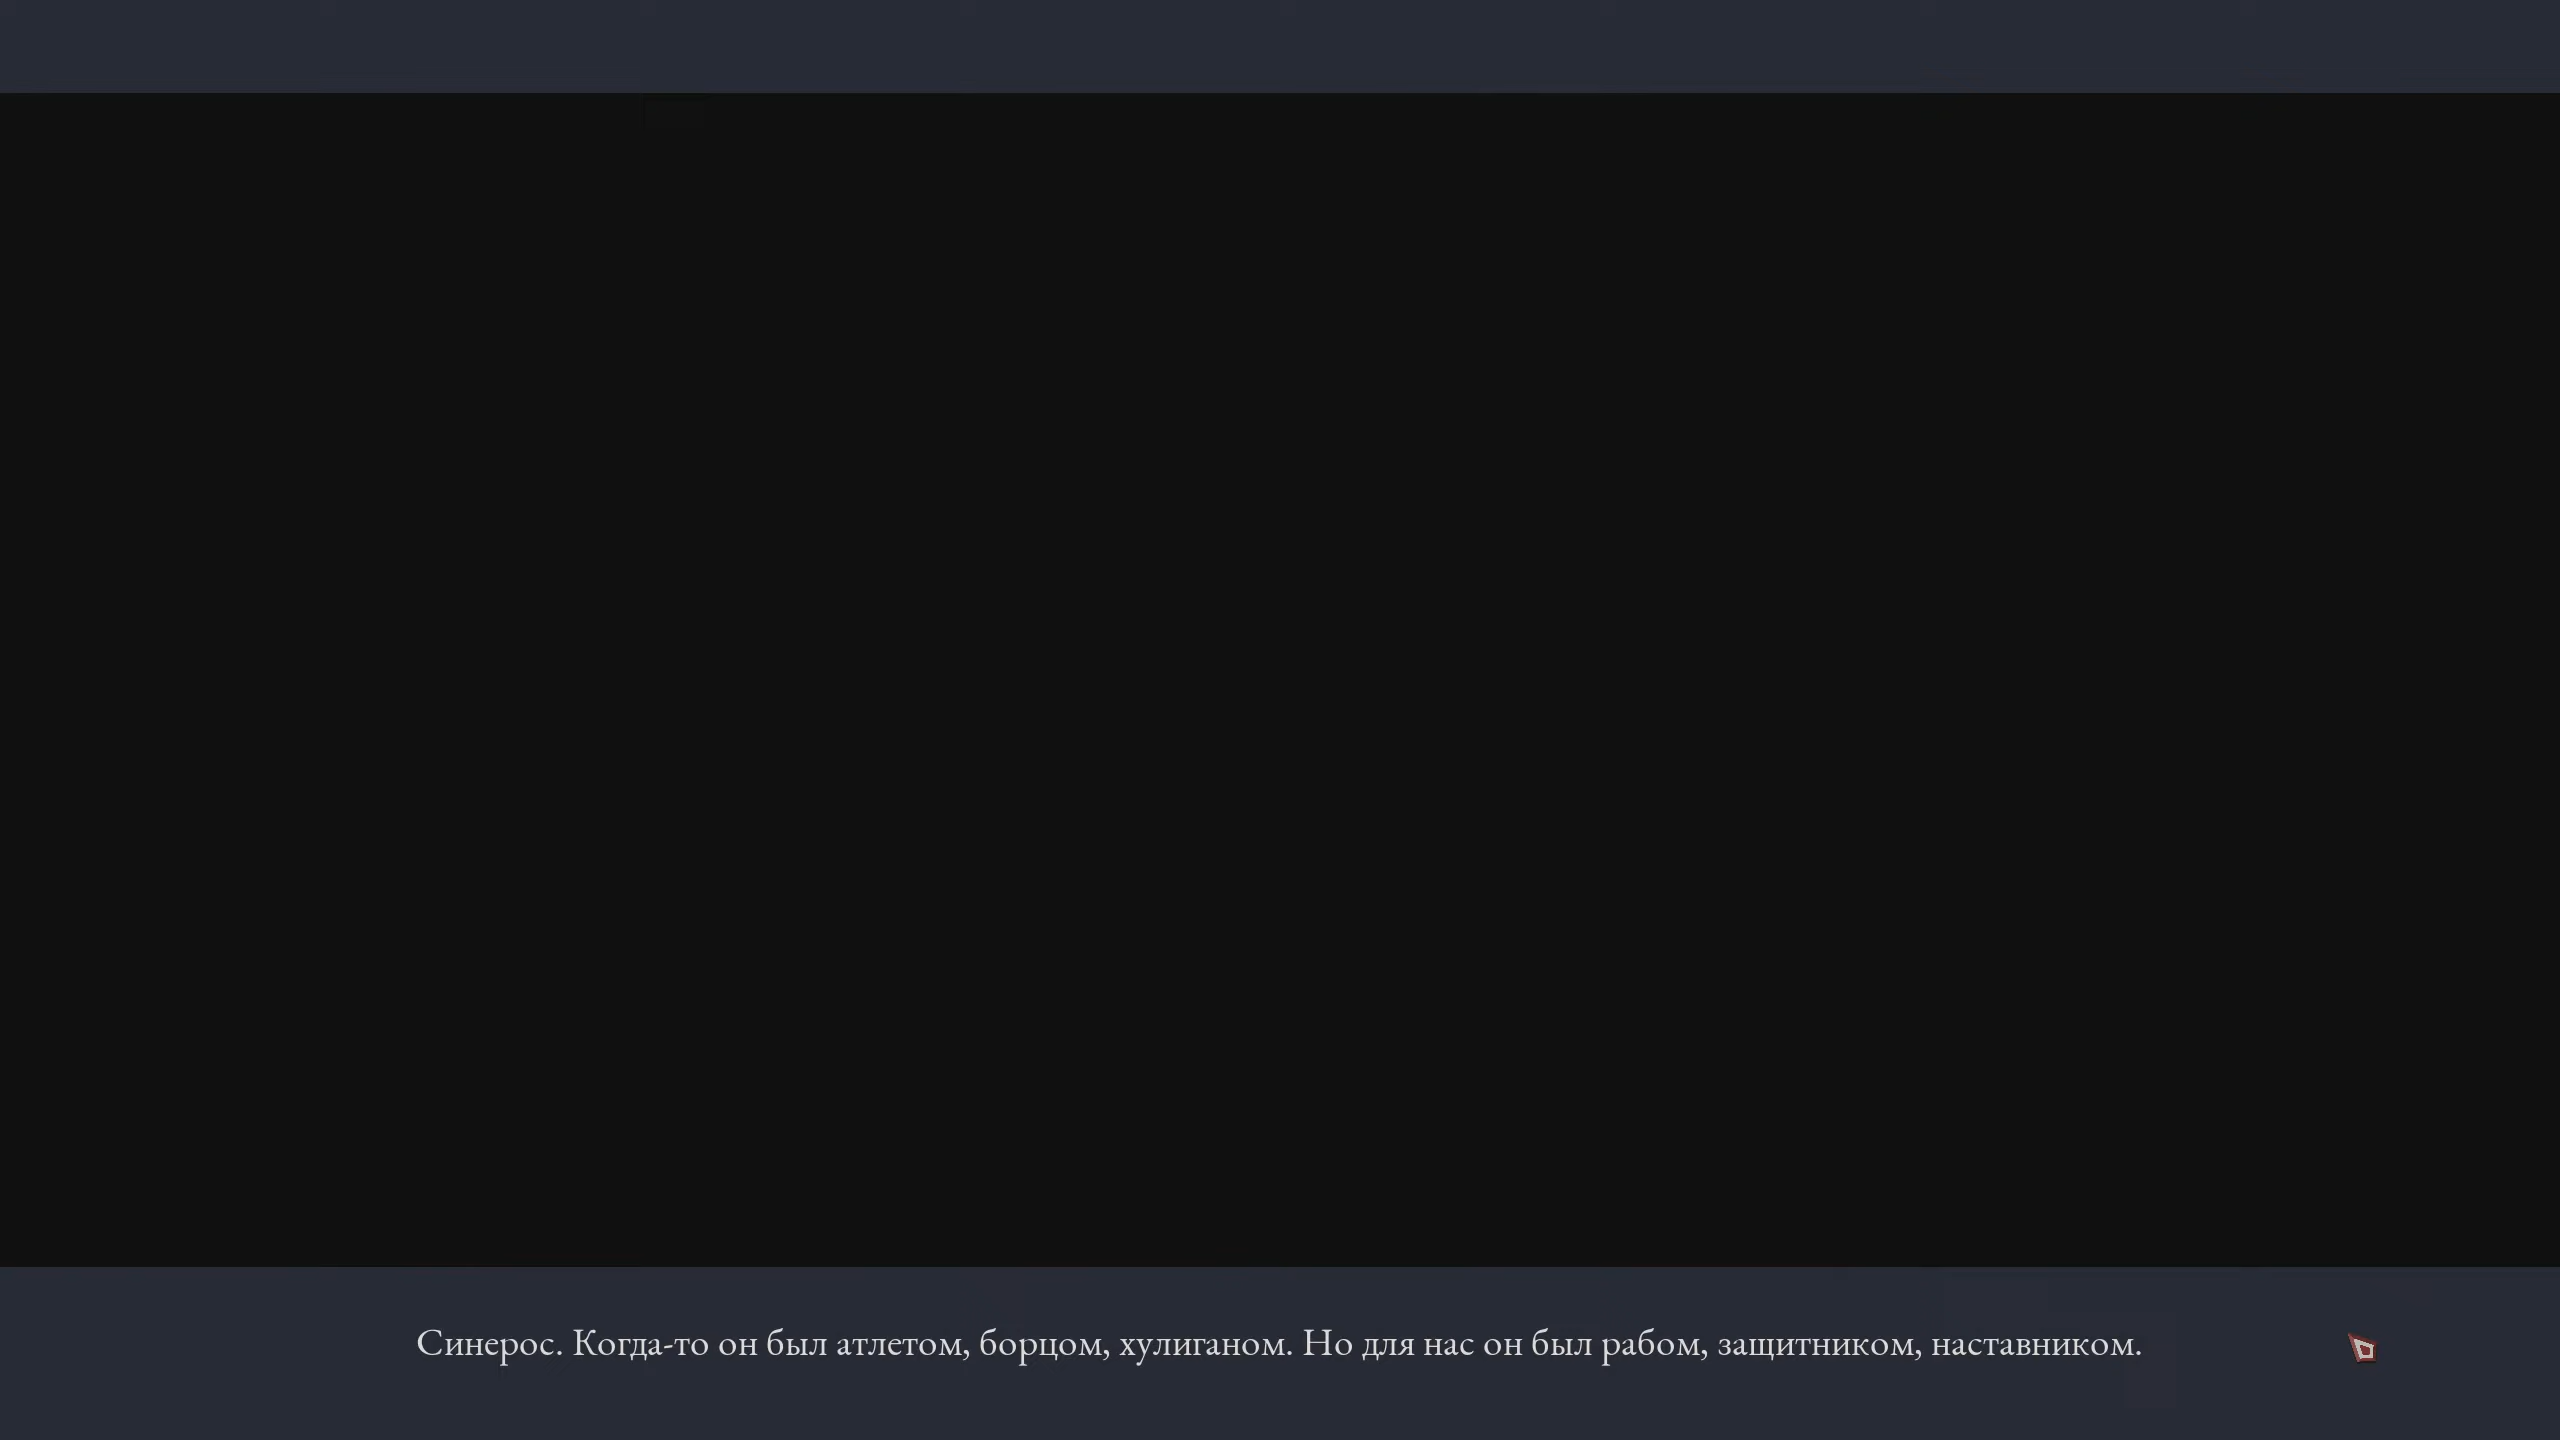 Синерос. Когда-то он был атлетом, борцом, хулиганом. Но для нас он был рабом, защитником, наставником.